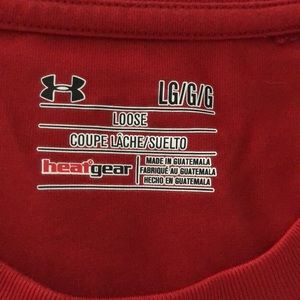 LG/G/G
LOOSE
COUPE LÂCHE/SUELTO
heatgear
MADE IN GUATEMALA
FABRIQUÉ AU GUATEMALA
HECHO EN GUATEMALA